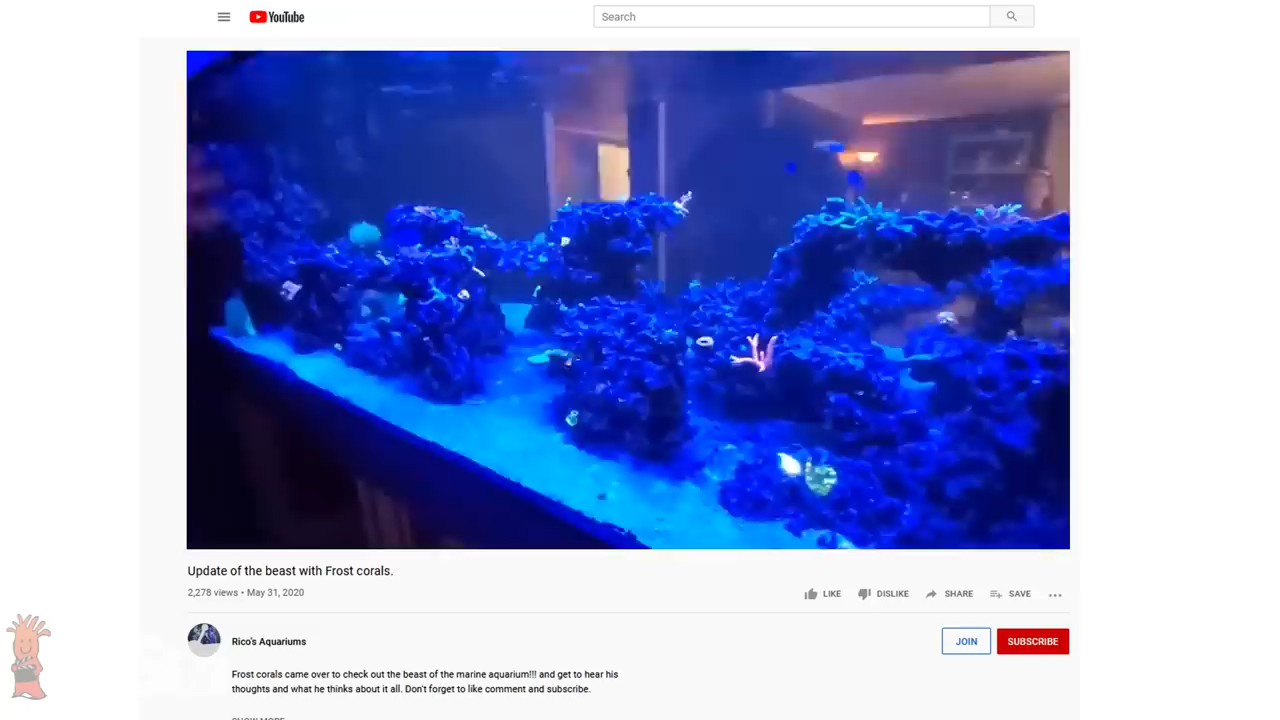 YouTube
Search
Update of the beast with Frost corals.
2,278 views • May 31, 2020
LIKE DISLIKE SHARE SAVE
Rico's Aquariums
JOIN SUBSCRIBE
Frost corals came over to check out the beast of the marine aquarium!!! and get to hear his
thoughts and what he thinks about it all. Don't forget to like comment and subscribe.
SHOW MORE